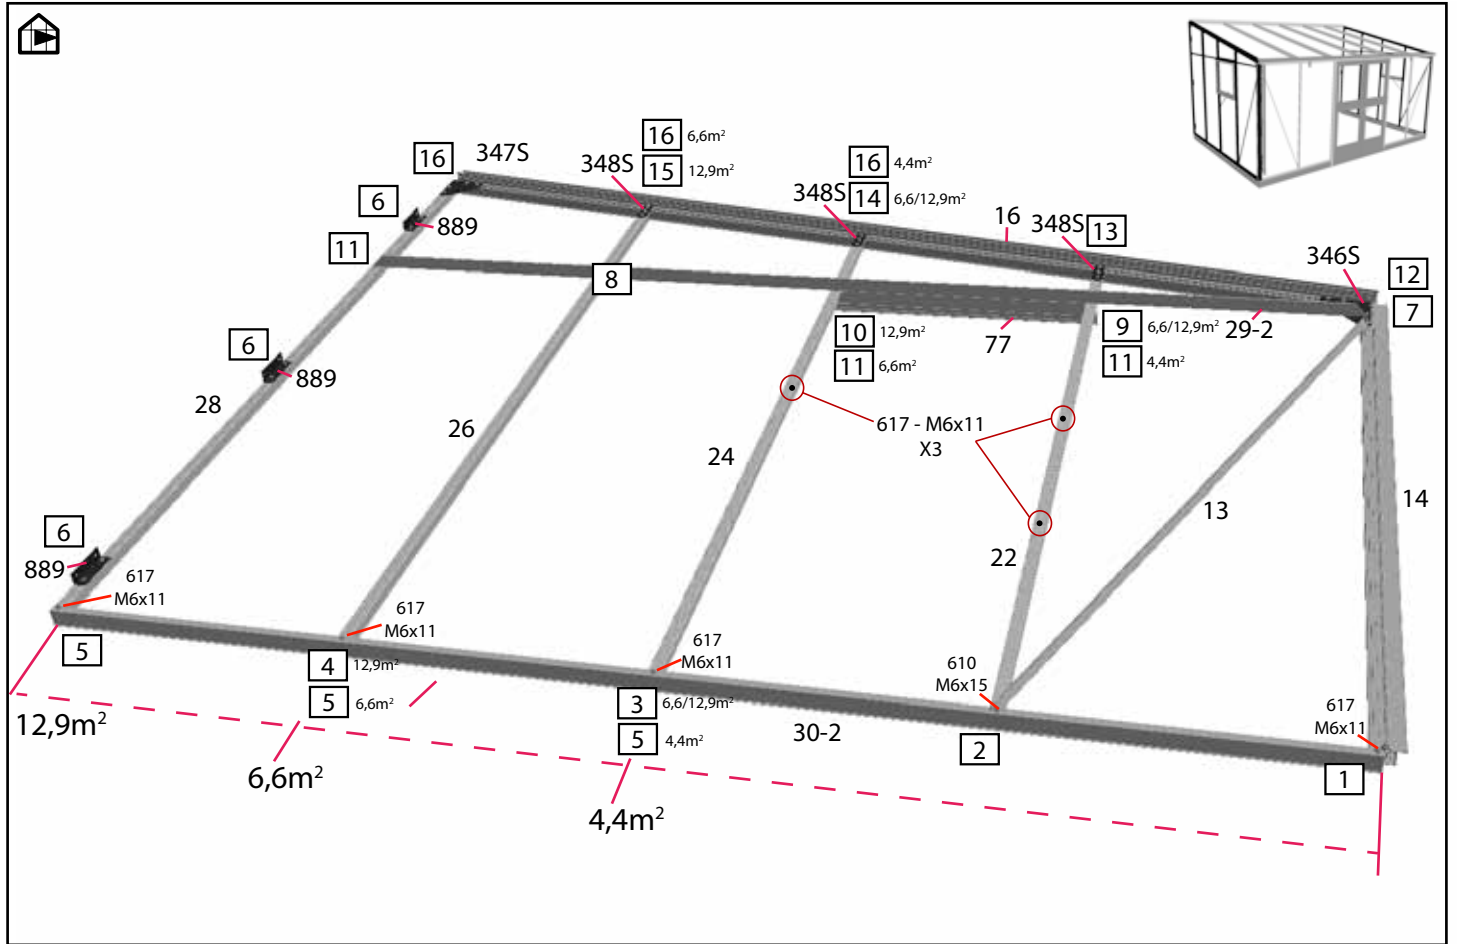 16 6,6m²
348S 15 12,9m²
16 347S
16 4,4m²
348S 14 6,6/12,9m²
6
889
16
348S 13
11
346S
12
7
8
10 12,9m²
11 6,6m²
77
9 6,6/12,9m²
11 4,4m²
29-2
6
889
28
26
24
617 - M6x11
X3
22
13
14
6
889
617
M6x11
617
M6x11
617
M6x11
610
M6x15
617
M6x11
5
4 12,9m²
5 6,6m²
3 6,6/12,9m²
5 4,4m²
30-2
2
1
12,9m²
6,6m²
4,4m²